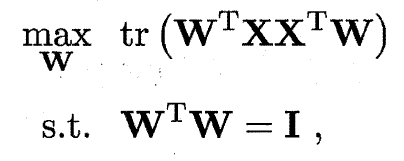 max tr (WᵀXXᵀW)
W
s.t. WᵀW = I ,